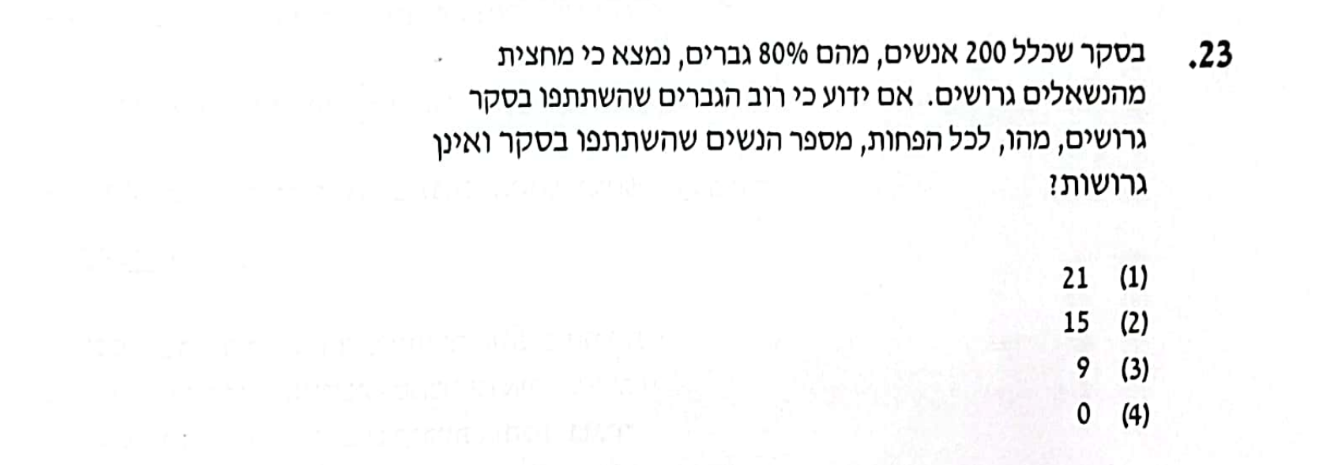 23. בסקר שכלל 200 אנשים, מהם 80% גברים, נמצא כי מחצית
מהנשאלים גרושים. אם ידוע כי רוב הגברים שהשתתפו בסקר
גרושים, מהו, לכל הפחות, מספר הנשים שהשתתפו בסקר ואינן
גרושות?
(1) 21
(2) 15
(3) 9
(4) 0